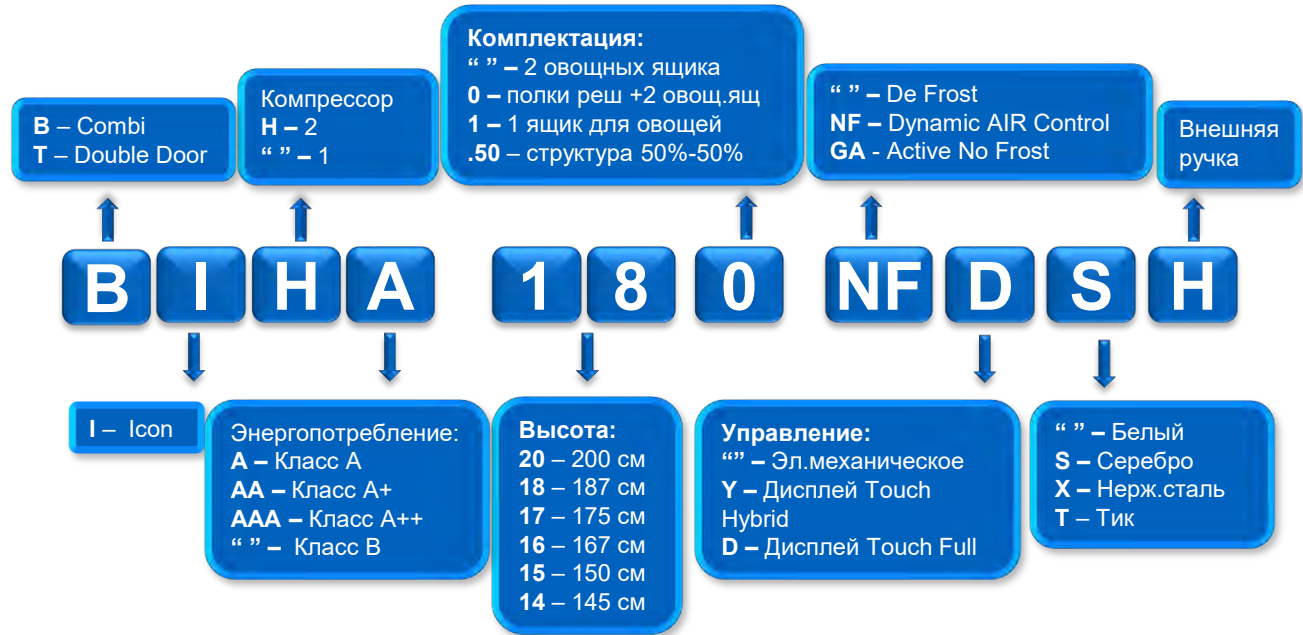 B – Combi
T – Double Door
Компрессор
H – 2
“ ” – 1
Комплектация:
“ ” – 2 овощных ящика
0 – полки реш +2 овощ.ящ
1 – 1 ящик для овощей
.50 – структура 50%-50%
“ ” – De Frost
NF – Dynamic AIR Control
GA - Active No Frost
Внешняя
ручка
B I H A 1 8 0 NF D S H
I – Icon
Энергопотребление:
A – Класс A
AA – Класс A+
AAA – Класс A++
“ ” – Класс B
Высота:
20 – 200 см
18 – 187 см
17 – 175 см
16 – 167 см
15 – 150 см
14 – 145 см
Управление:
“” – Эл.механическое
Y – Дисплей Touch
Hybrid
D – Дисплей Touch Full
“ ” – Белый
S – Серебро
X – Нерж.сталь
T – Тик